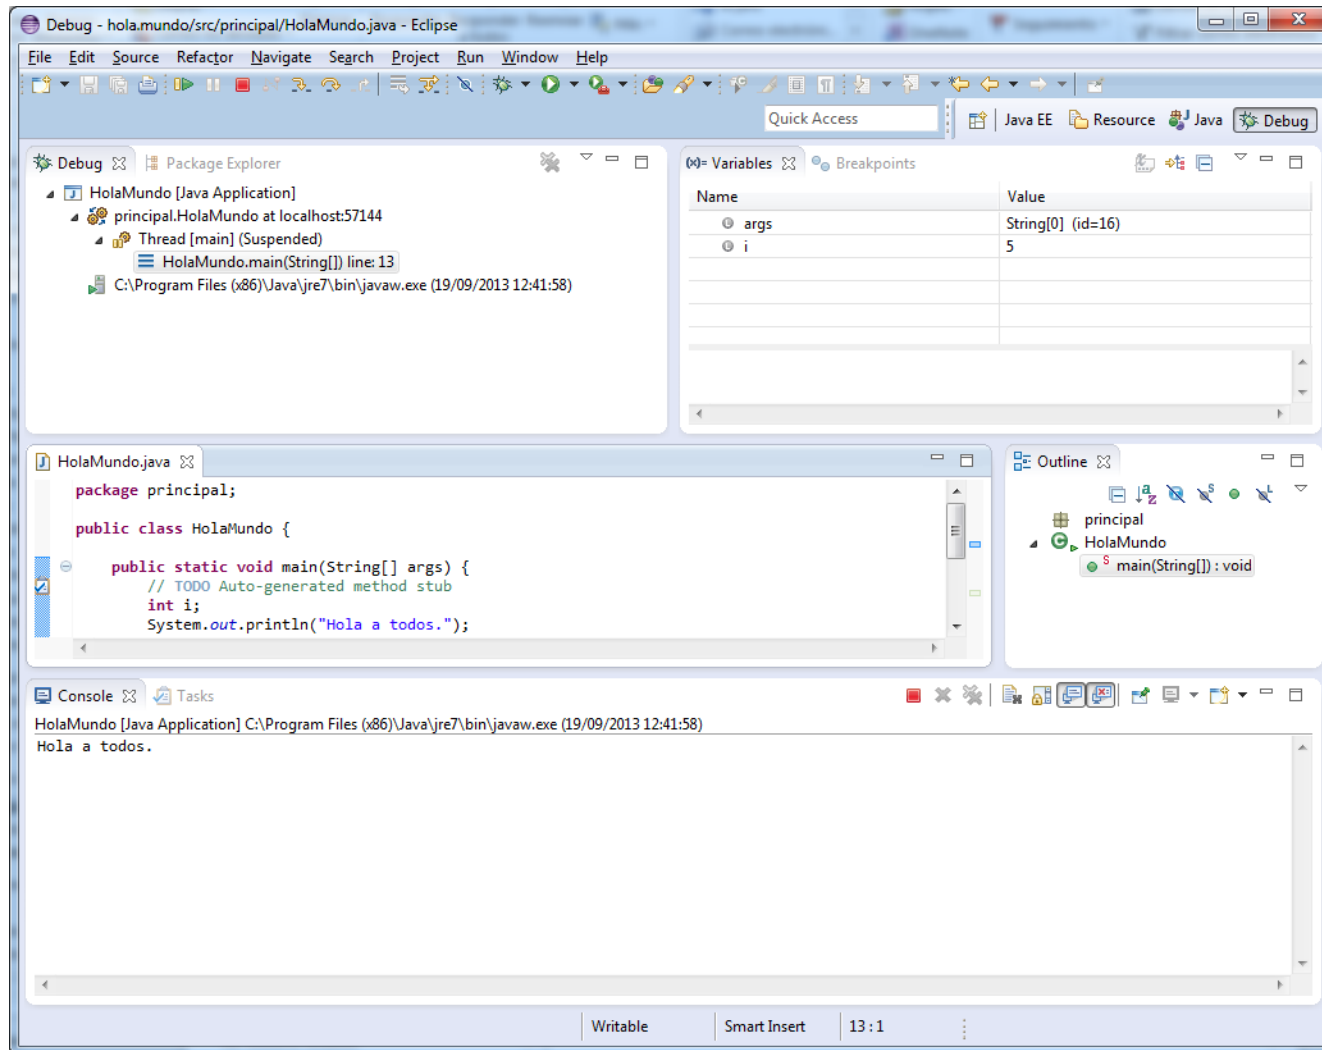 Debug - hola.mundo/src/principal/HolaMundo.java - Eclipse
File Edit Source Refactor Navigate Search Project Run Window Help
Quick Access Java EE Resource Java Debug
Debug Package Explorer
HolaMundo [Java Application]
principal.HolaMundo at localhost:57144
Thread [main] (Suspended)
HolaMundo.main(String[]) line: 13
C:\Program Files (x86)\Java\jre7\bin\javaw.exe (19/09/2013 12:41:58)
(x)= Variables Breakpoints
Name Value
args String[0] (id=16)
i 5
HolaMundo.java
package principal;
public class HolaMundo {
public static void main(String[] args) {
// TODO Auto-generated method stub
int i;
System.out.println("Hola a todos.");
Outline
principal
HolaMundo
main(String[]) : void
Console Tasks
HolaMundo [Java Application] C:\Program Files (x86)\Java\jre7\bin\javaw.exe (19/09/2013 12:41:58)
Hola a todos.
Writable Smart Insert 13 : 1